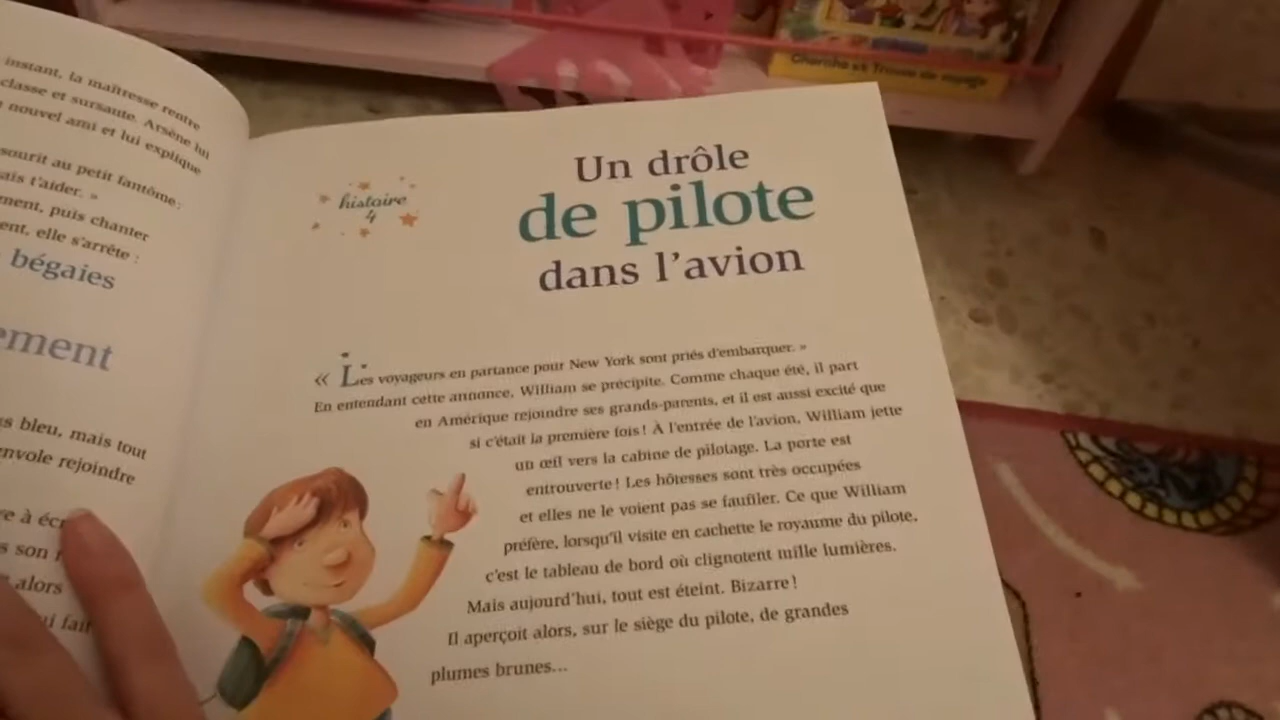 instant, la maîtresse rentre
classe et sursaute. Arsène lui
nouvel ami et lui explique
sourit au petit fantôme :
t'aider. »
ment, puis chanter
ent, elle s'arrête :
bégaies
ement
bleu, mais tout
envole rejoindre
à
son
alors
fait
histoire
4
Un drôle
de pilote
dans l'avion
« Les voyageurs en partance pour New York sont priés d'embarquer. »
En entendant cette annonce, William se précipite. Comme chaque été, il part
en Amérique rejoindre ses grands-parents, et il est aussi excité que
si c'était la première fois ! À l'entrée de l'avion, William jette
un œil vers la cabine de pilotage. La porte est
entrouverte ! Les hôtesses sont très occupées
et elles ne le voient pas se faufiler. Ce que William
préfère, lorsqu'il visite en cachette le royaume du pilote,
c'est le tableau de bord où clignotent mille lumières.
Mais aujourd'hui, tout est éteint. Bizarre !
Il aperçoit alors, sur le siège du pilote, de grandes
plumes brunes...
Cherche et Trouve